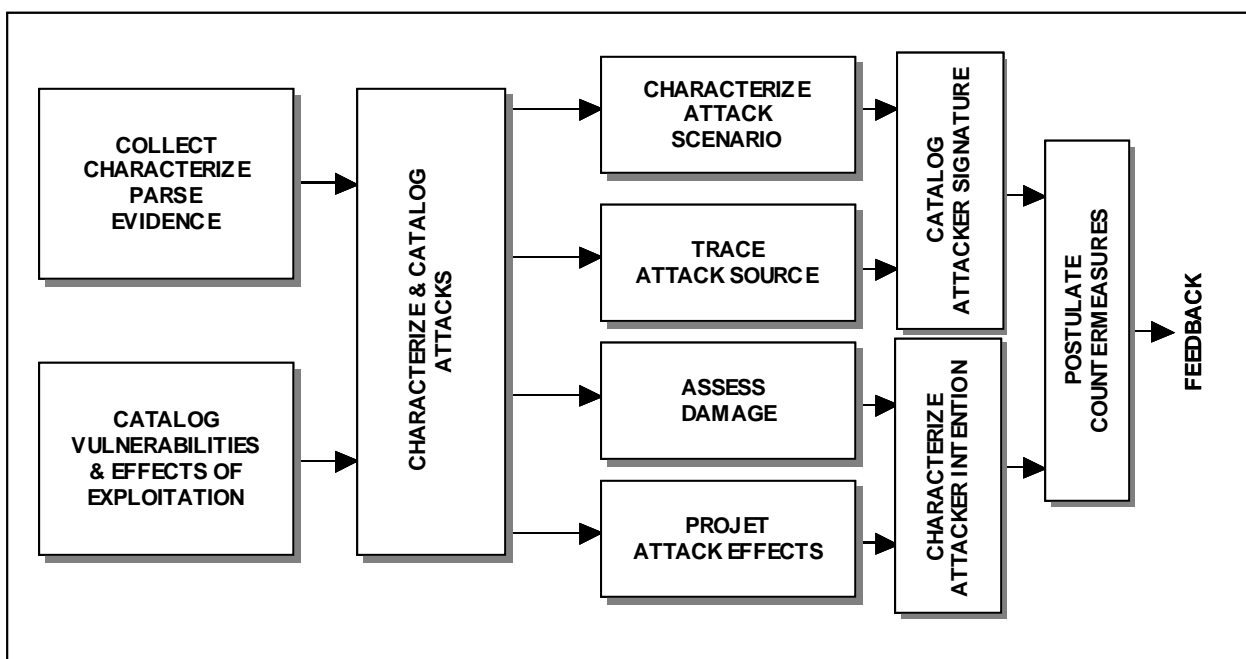 COLLECT
CHARACTERIZE
PARSE
EVIDENCE
CATALOG
VULNERABILITIES
& EFFECTS OF
EXPLOITATION
CHARACTERIZE & CATALOG
ATTACKS
CHARACTERIZE
ATTACK
SCENARIO
TRACE
ATTACK SOURCE
ASSESS
DAMAGE
PROJET
ATTACK EFFECTS
CATALOG
ATTACKER SIGNATURE
CHARACTERIZE
ATTACKER INTENTION
POSTULATE
COUNTERMEASURES
FEEDBACK